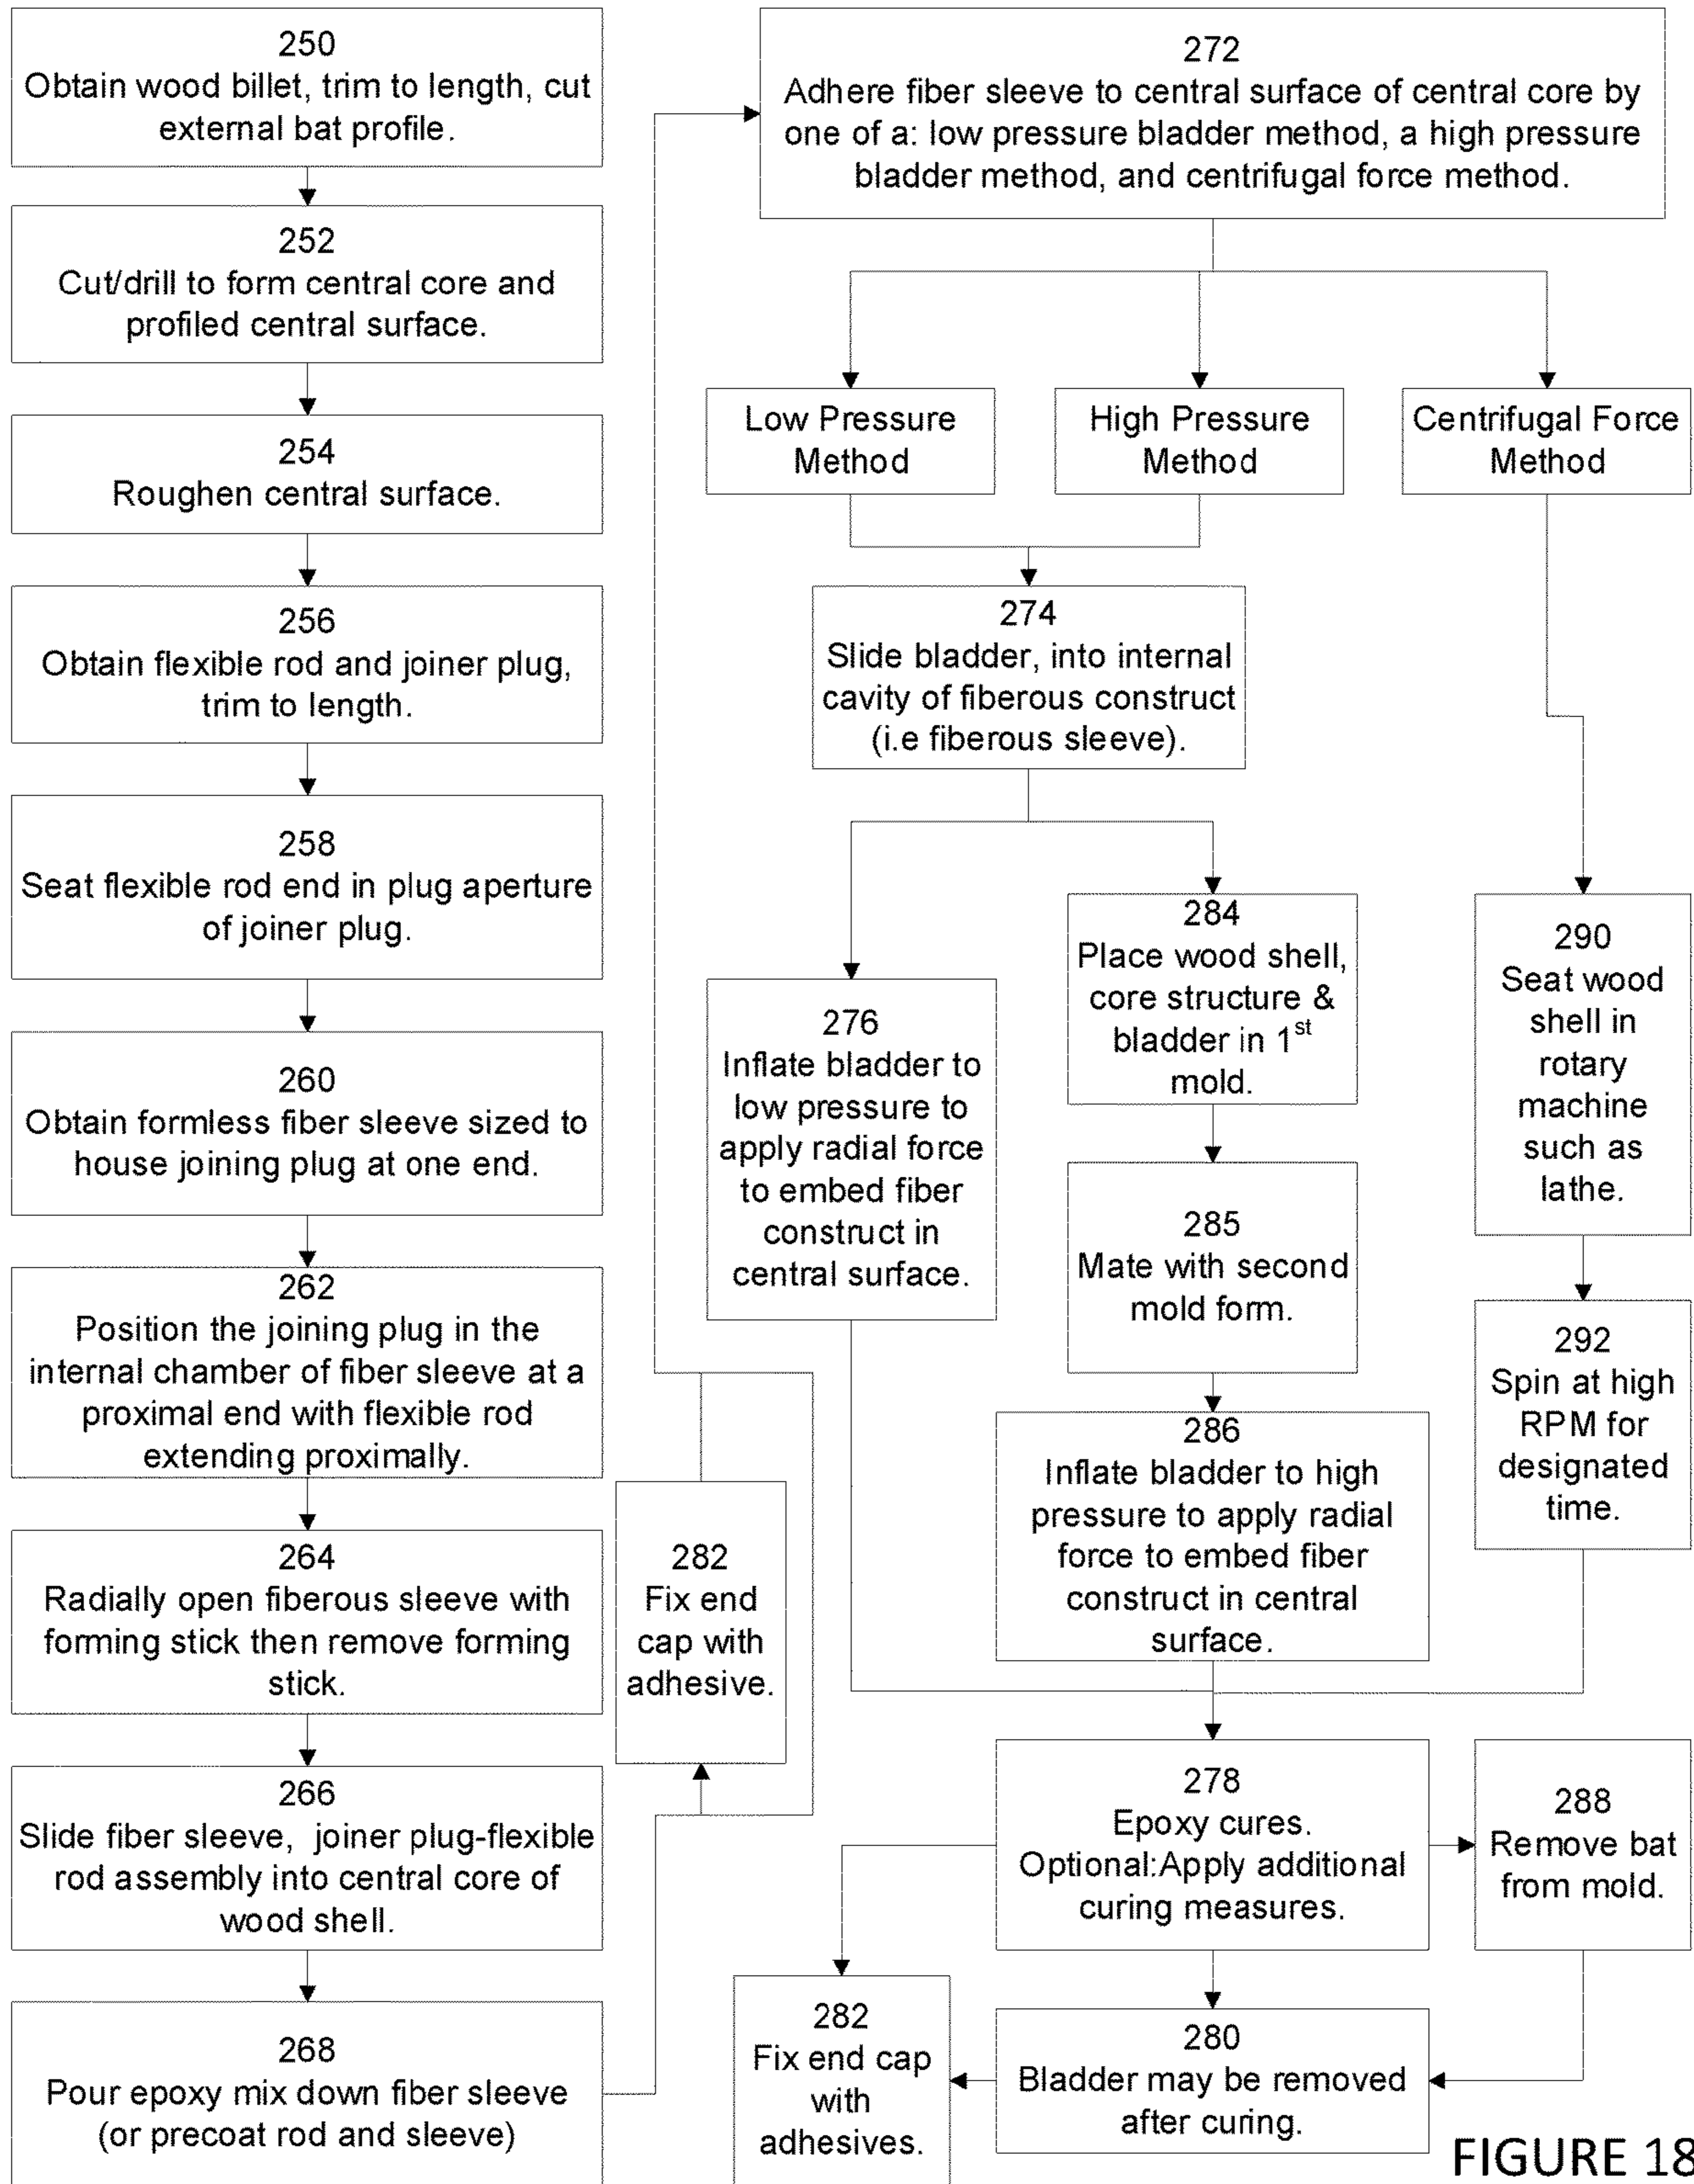 250
Obtain wood billet, trim to length, cut
external bat profile.
252
Cut/drill to form central core and
profiled central surface.
254
Roughen central surface.
256
Obtain flexible rod and joiner plug,
trim to length.
258
Seat flexible rod end in plug aperture
of joiner plug.
260
Obtain formless fiber sleeve sized to
house joining plug at one end.
262
Position the joining plug in the
internal chamber of fiber sleeve at a
proximal end with flexible rod
extending proximally.
264
Radially open fiberous sleeve with
forming stick then remove forming
stick.
266
Slide fiber sleeve, joiner plug-flexible
rod assembly into central core of
wood shell.
268
Pour epoxy mix down fiber sleeve
(or precoat rod and sleeve)
282
Fix end
cap with
adhesive.
272
Adhere fiber sleeve to central surface of central core by
one of a: low pressure bladder method, a high pressure
bladder method, and centrifugal force method.
Low Pressure
Method
High Pressure
Method
Centrifugal Force
Method
274
Slide bladder, into internal
cavity of fiberous construct
(i.e fiberous sleeve).
276
Inflate bladder to
low pressure to
apply radial force
to embed fiber
construct in
central surface.
284
Place wood shell,
core structure &
bladder in 1st
mold.
285
Mate with second
mold form.
286
Inflate bladder to high
pressure to apply radial
force to embed fiber
construct in central
surface.
290
Seat wood
shell in
rotary
machine
such as
lathe.
292
Spin at high
RPM for
designated
time.
278
Epoxy cures.
Optional:Apply additional
curing measures.
288
Remove bat
from mold.
282
Fix end cap
with
adhesives.
280
Bladder may be removed
after curing.
FIGURE 18